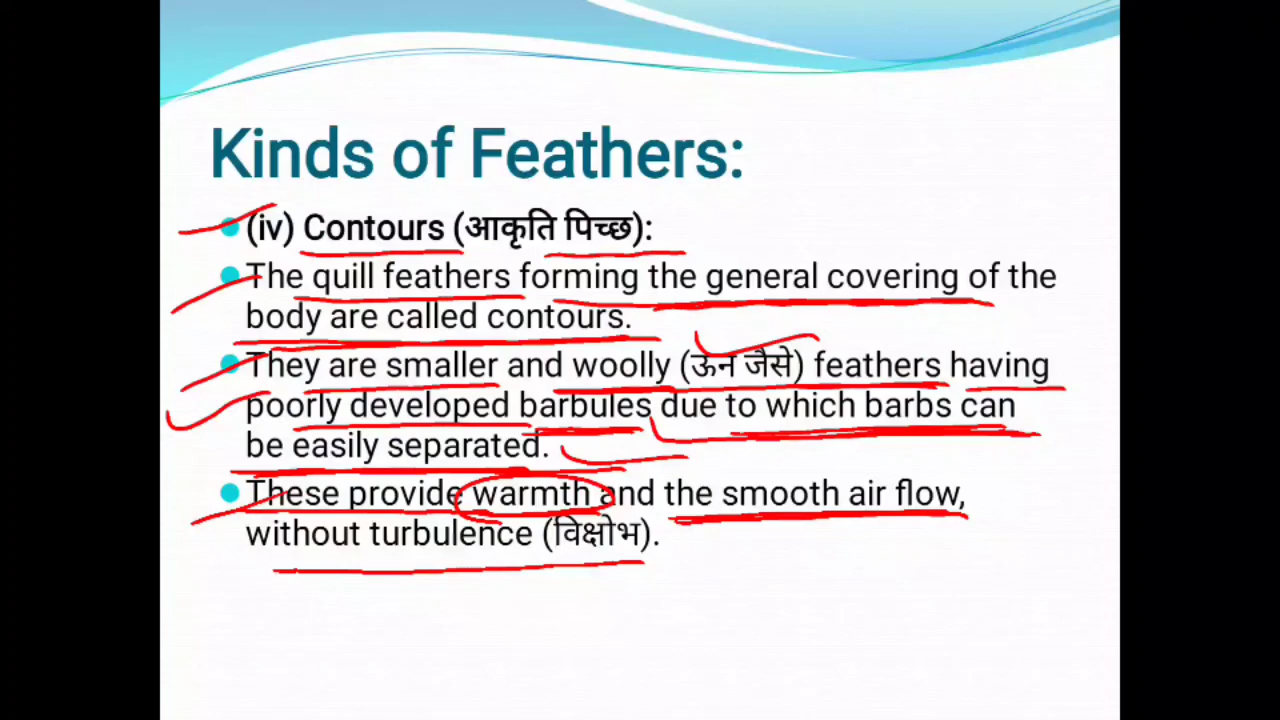 Kinds of Feathers:
(iv) Contours (आकृति पिच्छ):
The quill feathers forming the general covering of the
body are called contours.
They are smaller and woolly (ऊन जैसे) feathers having
poorly developed barbules due to which barbs can
be easily separated.
These provide warmth and the smooth air flow,
without turbulence (विक्षोभ).